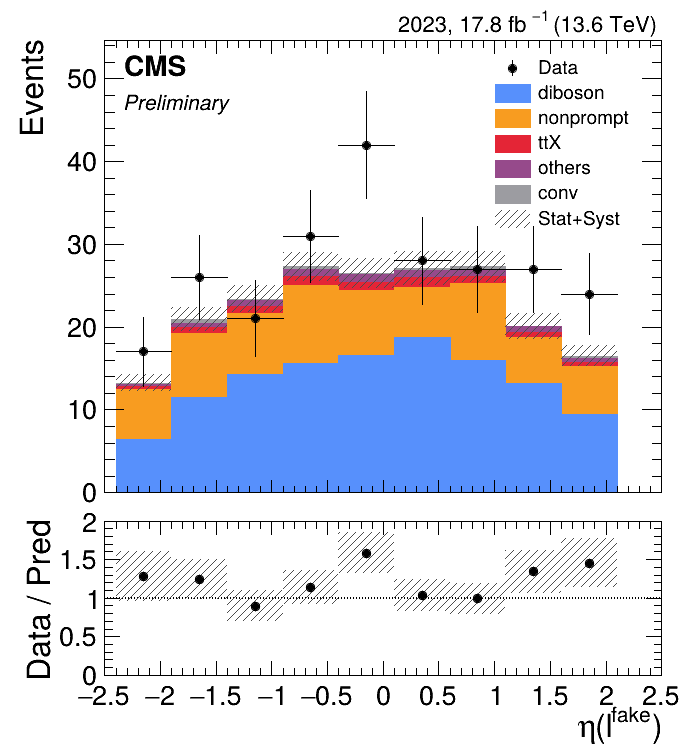 2023, 17.8 fb⁻¹ (13.6 TeV)
Events
CMS
Preliminary
Data
diboson
nonprompt
ttX
others
conv
Stat+Syst
50
40
30
20
10
0
Data / Pred
2
1.5
1
0.5
0
−2.5 −2 −1.5 −1 −0.5 0 0.5 1 1.5 2 2.5
η(l^fake)